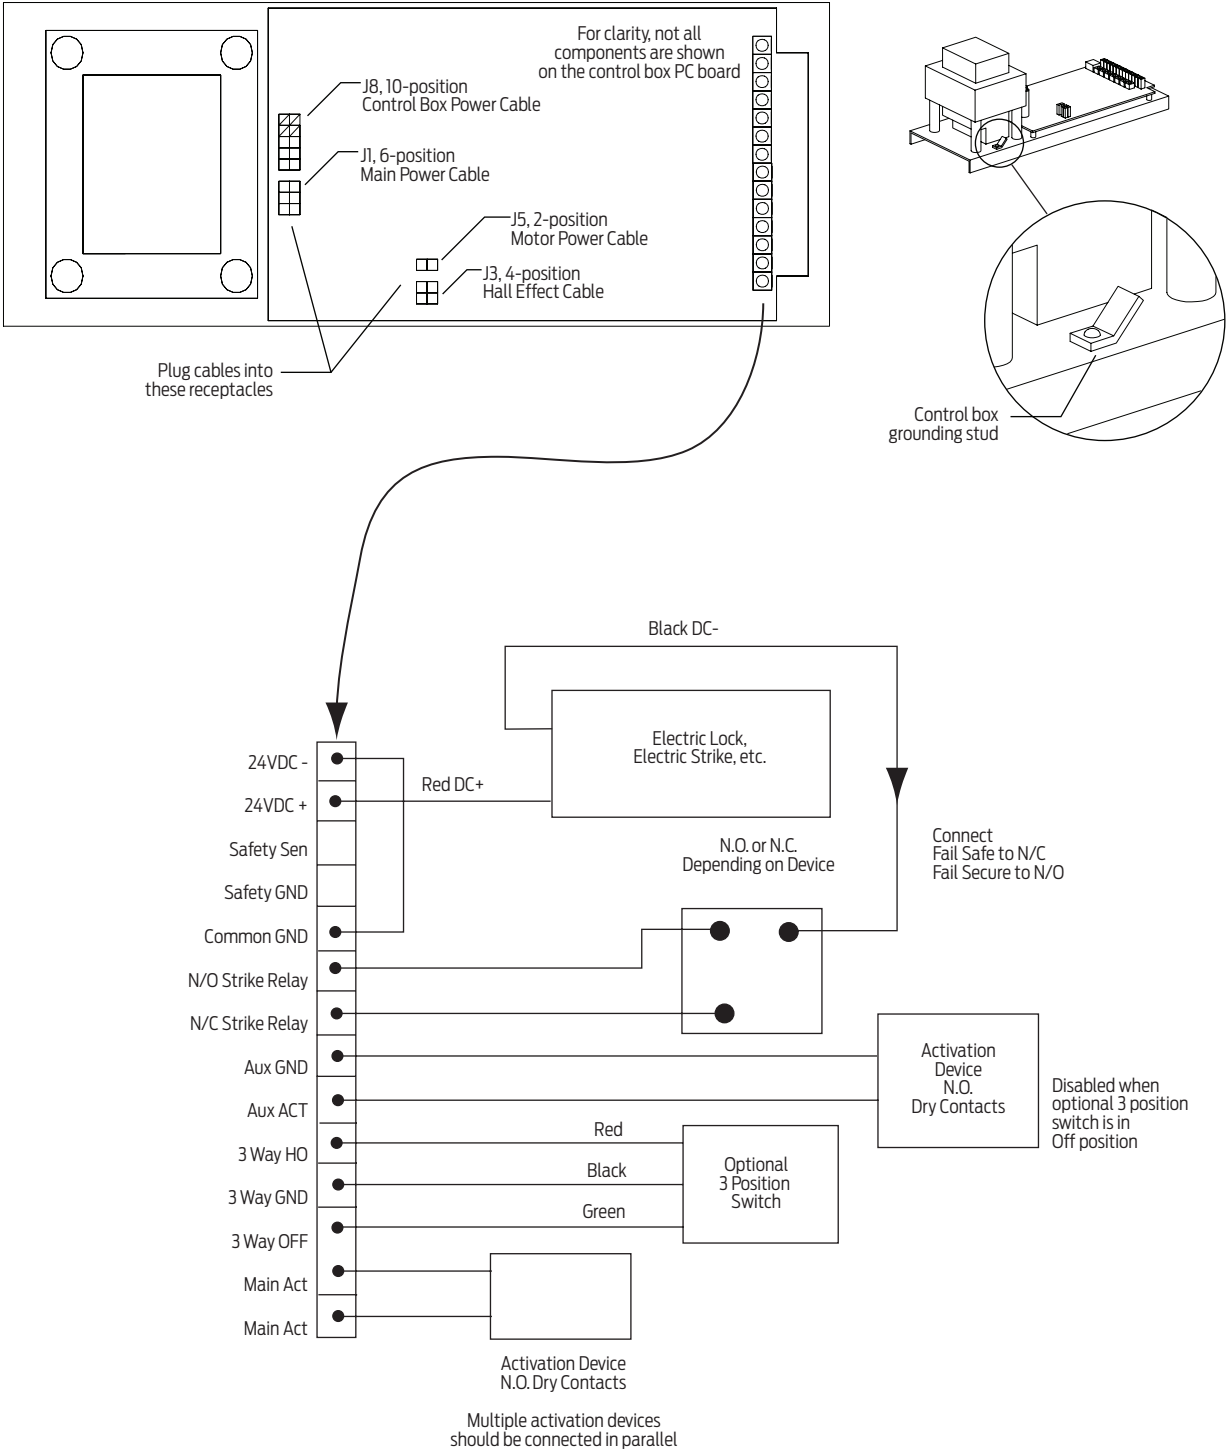 For clarity, not all
components are shown
on the control box PC board
J8, 10-position
Control Box Power Cable
J1, 6-position
Main Power Cable
J5, 2-position
Motor Power Cable
J3, 4-position
Hall Effect Cable
Plug cables into
these receptacles
Control box
grounding stud
Black DC-
Electric Lock,
Electric Strike, etc.
24VDC -
Red DC+
24VDC +
Safety Sen
N.O. or N.C.
Depending on Device
Connect
Fail Safe to N/C
Fail Secure to N/O
Safety GND
Common GND
N/O Strike Relay
N/C Strike Relay
Aux GND
Activation
Device
N.O.
Dry Contacts
Disabled when
optional 3 position
switch is in
Off position
Aux ACT
Red
3 Way HO
Black
Optional
3 Position
Switch
3 Way GND
Green
3 Way OFF
Main Act
Main Act
Activation Device
N.O. Dry Contacts
Multiple activation devices
should be connected in parallel